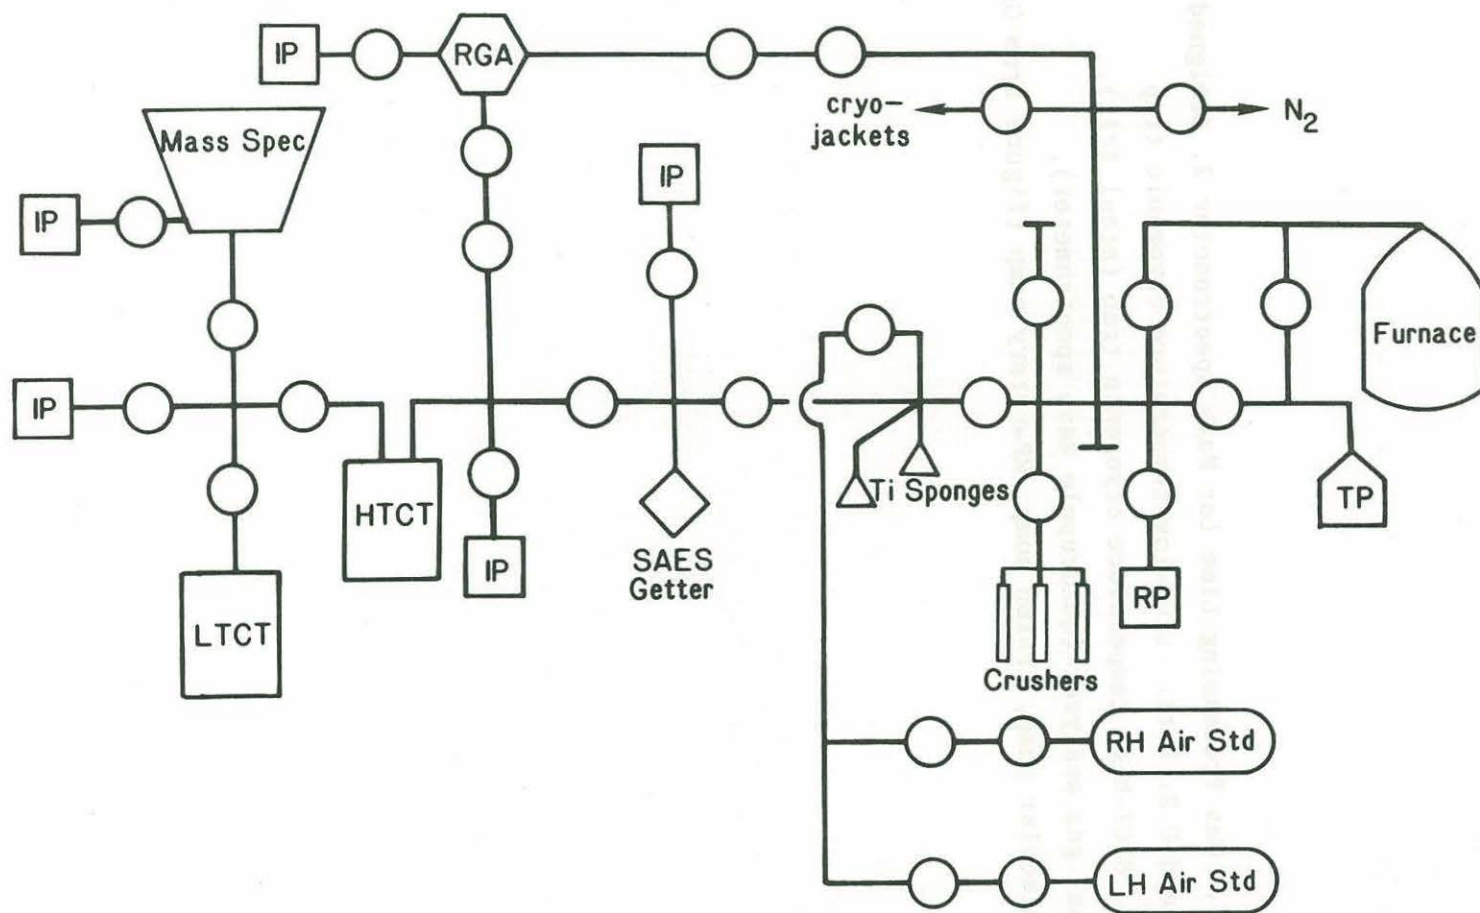 IP
RGA
cryo-
jackets
N₂
Mass Spec
IP
IP
Furnace
IP
HTCT
Ti Sponges
TP
IP
SAES
Getter
RP
LTCT
Crushers
RH Air Std
LH Air Std